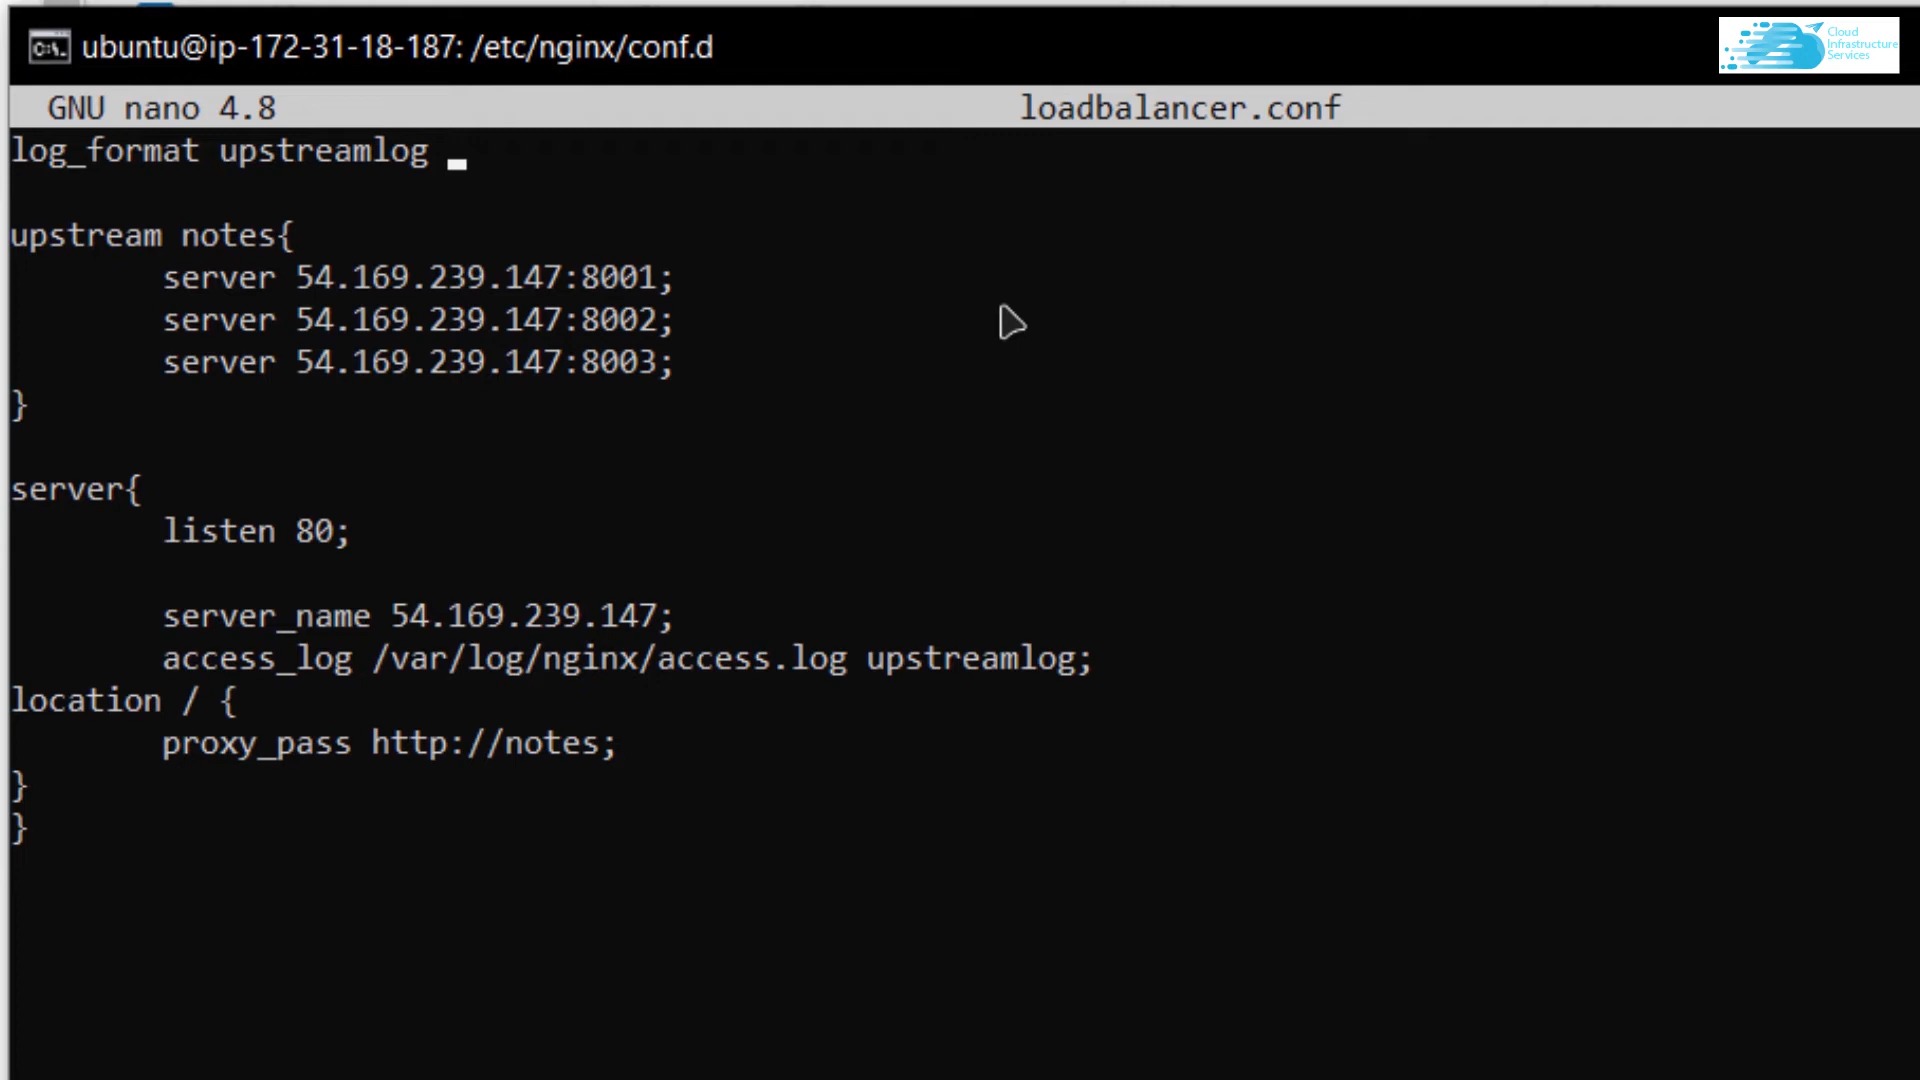 ubuntu@ip-172-31-18-187: /etc/nginx/conf.d
Cloud
Infrastructure
Services
GNU nano 4.8 loadbalancer.conf
log_format upstreamlog
upstream notes{
server 54.169.239.147:8001;
server 54.169.239.147:8002;
server 54.169.239.147:8003;
}
server{
listen 80;
server_name 54.169.239.147;
access_log /var/log/nginx/access.log upstreamlog;
location / {
proxy_pass http://notes;
}
}